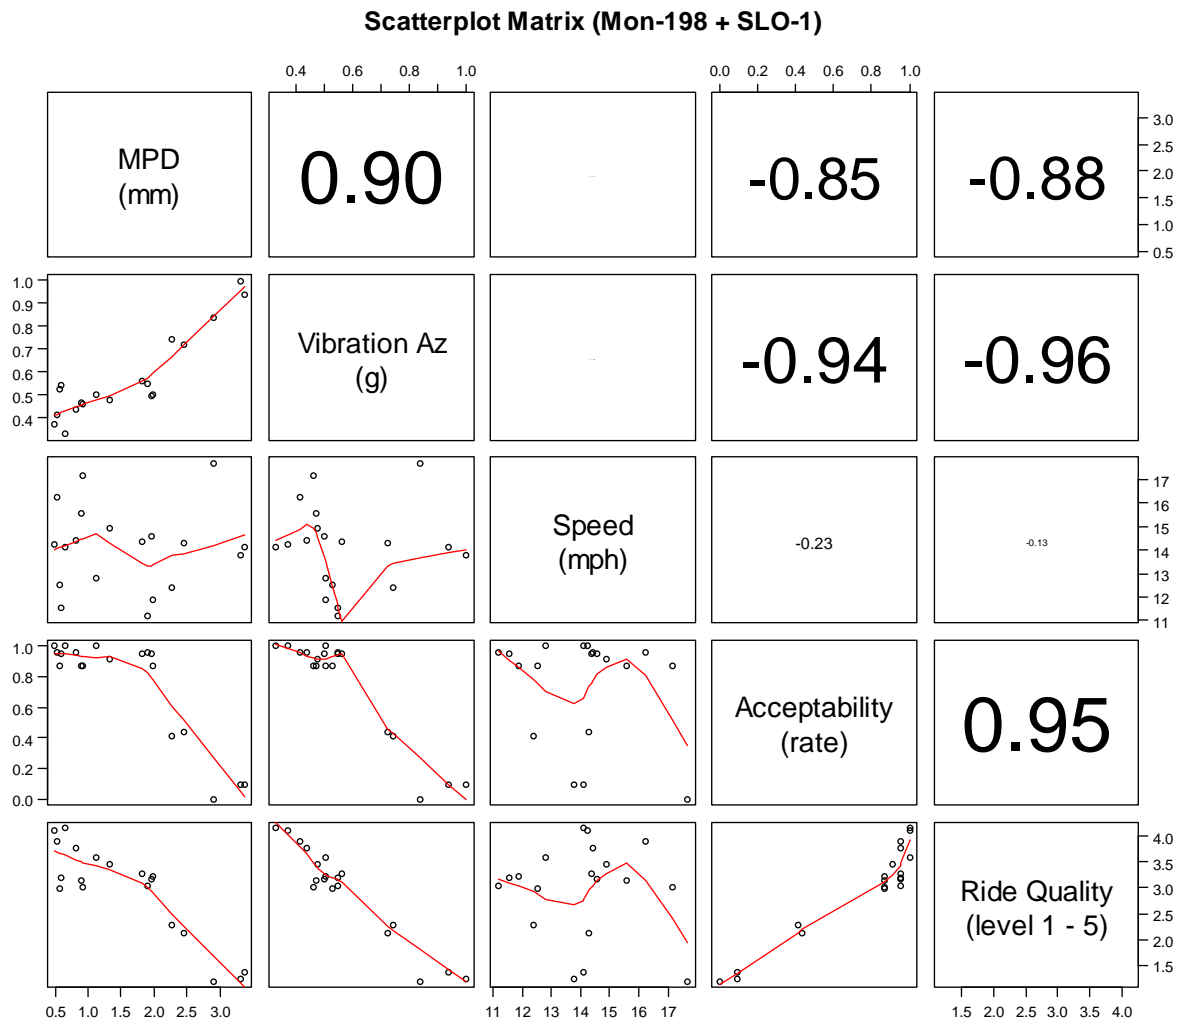 Scatterplot Matrix (Mon-198 + SLO-1)
0.4 0.6 0.8 1.0
0.0 0.2 0.4 0.6 0.8 1.0
MPD
(mm)
0.90
-0.85
-0.88
3.0
2.0
1.5
1.0
0.5
1.0
0.9
0.8
0.7
0.6
0.5
0.4
Vibration Az
(g)
-0.94
-0.96
Speed
(mph)
-0.23
-0.13
17
16
15
14
13
12
11
1.0
0.8
0.6
0.4
0.2
0.0
Acceptability
(rate)
0.95
Ride Quality
(level 1 - 5)
4.0
3.5
3.0
2.5
2.0
1.5
0.5 1.0 1.5 2.0 3.0
11 12 13 14 15 16 17
1.5 2.0 2.5 3.0 3.5 4.0